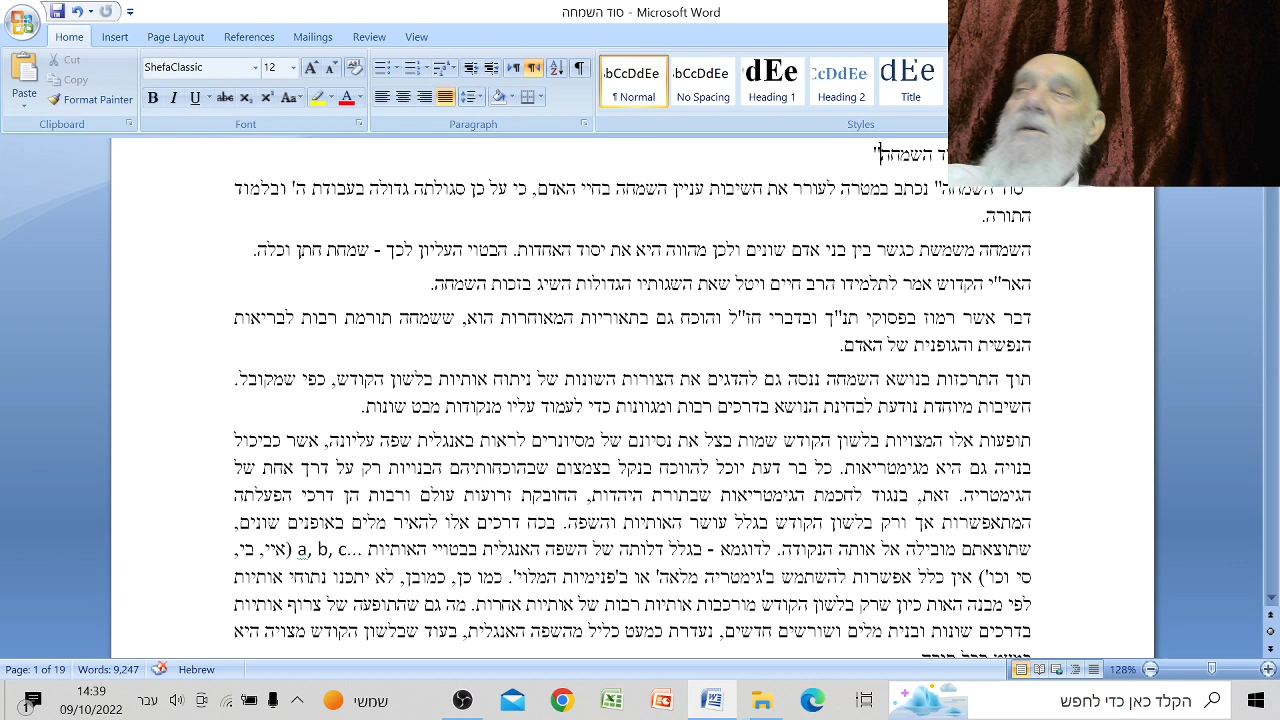 סוד השמחה - Microsoft Word
Home Insert Page Layout References Mailings Review View
Cut
Copy
Format Painter
Paste
Clipboard
ShefaClassic 12
B I U abc X₂ X² Aa A
Font
Paragraph
AaBbCcDdEe
¶ Normal
No Spacing
Heading 1
Heading 2
Title
Styles
השמחה"
השמחה" נכתב במטרה לעורר את חשיבות עניין השמחה בחיי האדם, כי על כן סגולתה גדולה בעבודת ה' ובלמוד
התורה.
השמחה משמשת כגשר בין בני אדם שונים ולכן מהווה היא את יסוד האחדות. הבטוי העליון לכך - שמחת חתן וכלה.
האר"י הקדוש אמר לתלמידו הרב חיים ויטל שאת השגותיו הגדולות השיג בזכות השמחה.
דבר אשר רמוז בפסוקי תנ"ך ובדברי חז"ל והוכח גם בתאוריות המאוחרות הוא, ששמחה תורמת רבות לבריאות
הנפשית והגופנית של האדם.
תוך התרכזות בנושא השמחה ננסה גם להדגים את הצורות השונות של ניתוח אותיות בלשון הקודש, כפי שמקובל.
חשיבות מיוחדת נודעת לבחינת הנושא בדרכים רבות ומגוונות כדי לעמוד עליו מנקודות מבט שונות.
תופעות אלו המצויות בלשון הקודש שמות בצל את נסיונם של מסיונרים לראות באנגלית שפה עליונה, אשר כביכול
בנויה גם היא מגימטריאות. כל בר דעת יוכל להווכח בנקל בצמצום שבהוכחותיהם הבנויות רק על דרך אחת של
הגימטריה. זאת, בנגוד לחכמת הגימטריאות שבתורת היהדות, החובקת זרועות עולם ורבות הן דרכי הפעלתה
המתאפשרות אך ורק בלשון הקודש בגלל עושר האותיות והשפה. בכח דרכים אלו להאיר מלים באופנים שונים,
שתוצאתם מובילה אל אותה הנקודה. לדוגמא - בגלל דלותה של השפה האנגלית בבטויי האותיות a, b, c... (איי, בי,
סי וכו') אין כלל אפשרות להשתמש ב'גימטריה מלאה' או ב'פנימיות המלוי'. כמו כן, כמובן, לא יתכנו נתוחי אותיות
לפי מבנה האות כיון שרק בלשון הקודש מורכבות אותיות רבות של אותיות אחרות. מה גם שהתופעה של צרוף אותיות
בדרכים שונות ובנית מלים ושורשים חדשים, נעדרת כמעט כליל מהשפה האנגלית, בעוד שבלשון הקודש מצויה היא
Page: 1 of 19 Words: 9,247 Hebrew 128%
14:39
09/10/2022
עבר
שמושי
הקלד כאן כדי לחפש